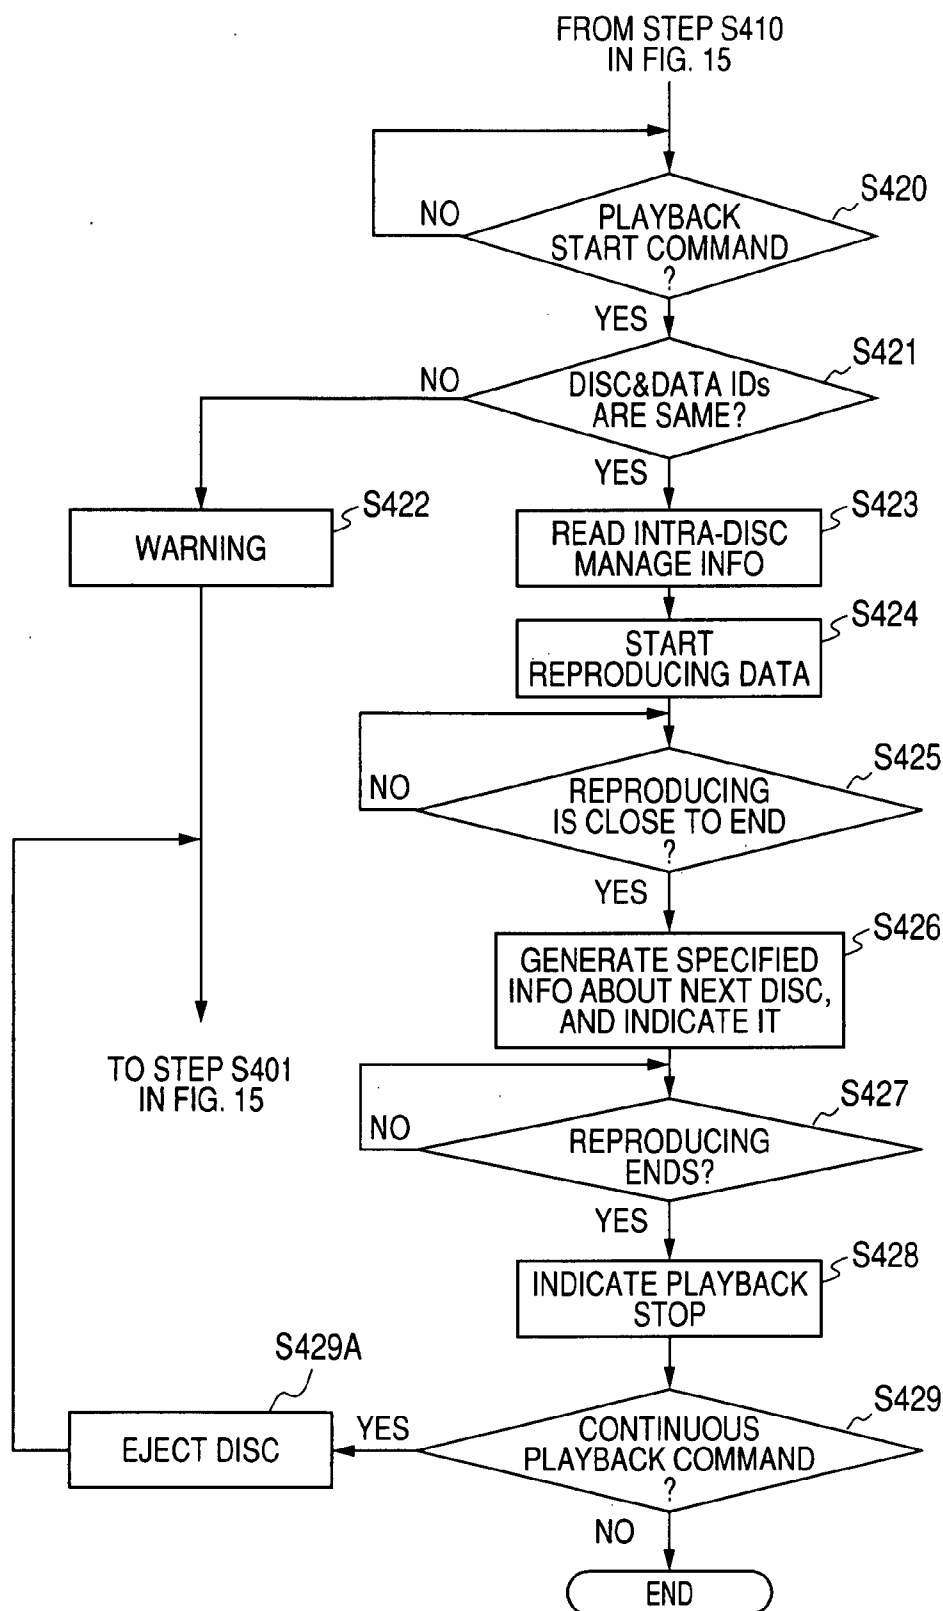 FROM STEP S410
IN FIG. 15
S420
NO
PLAYBACK
START COMMAND
?
YES
S421
NO
DISC&DATA IDs
ARE SAME?
YES
S422
WARNING
S423
READ INTRA-DISC
MANAGE INFO
S424
START
REPRODUCING DATA
S425
NO
REPRODUCING
IS CLOSE TO END
?
YES
S426
GENERATE SPECIFIED
INFO ABOUT NEXT DISC,
AND INDICATE IT
TO STEP S401
IN FIG. 15
S427
NO
REPRODUCING
ENDS?
YES
S428
INDICATE PLAYBACK
STOP
S429A
EJECT DISC
YES
S429
CONTINUOUS
PLAYBACK COMMAND
?
NO
END